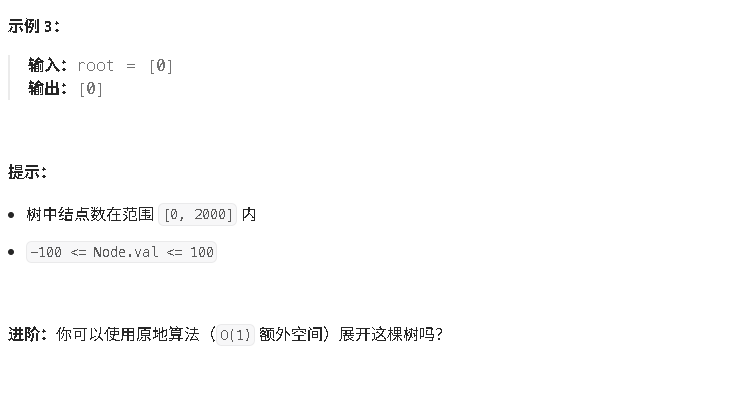 示例 3：
输入：root = [0]
输出：[0]
提示：
树中结点数在范围 [0, 2000] 内
-100 <= Node.val <= 100
进阶：你可以使用原地算法（O(1) 额外空间）展开这棵树吗？